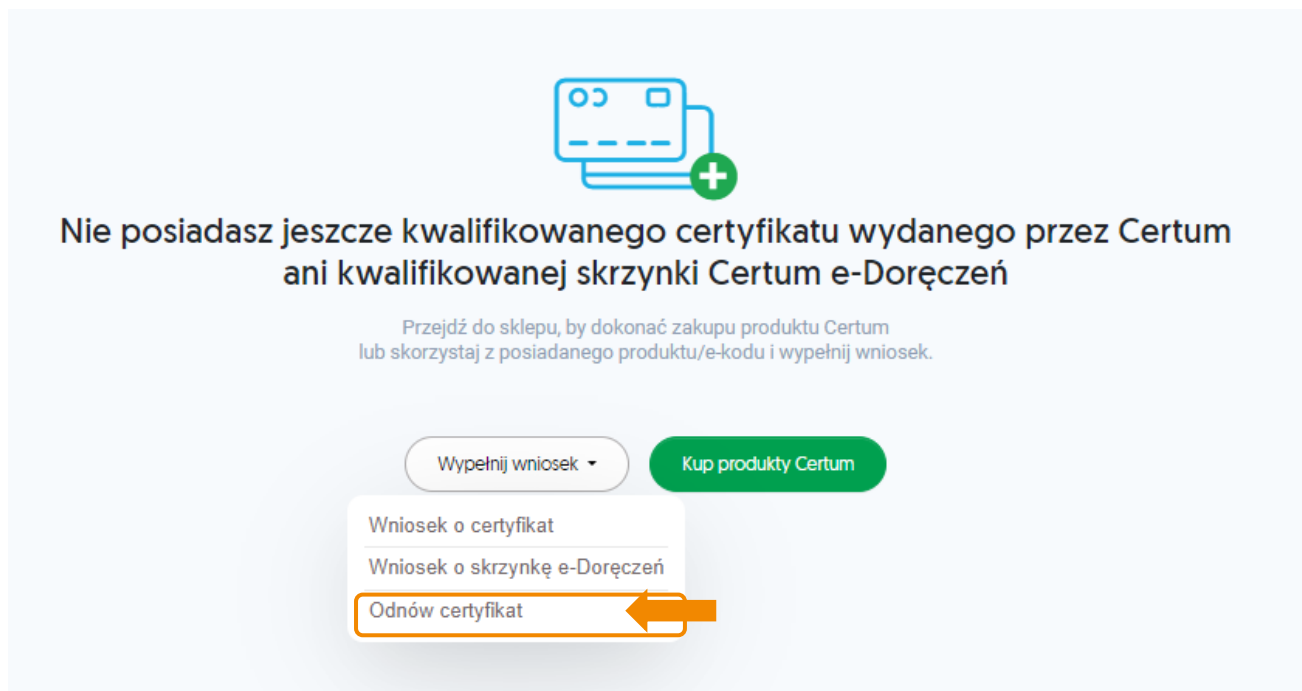 Nie posiadasz jeszcze kwalifikowanego certyfikatu wydanego przez Certum
ani kwalifikowanej skrzynki Certum e-Doręczeń
Przejdź do sklepu, by dokonać zakupu produktu Certum
lub skorzystaj z posiadanego produktu/e-kodu i wypełnij wniosek.
Wypełnij wniosek
Kup produkty Certum
Wniosek o certyfikat
Wniosek o skrzynkę e-Doręczeń
Odnów certyfikat